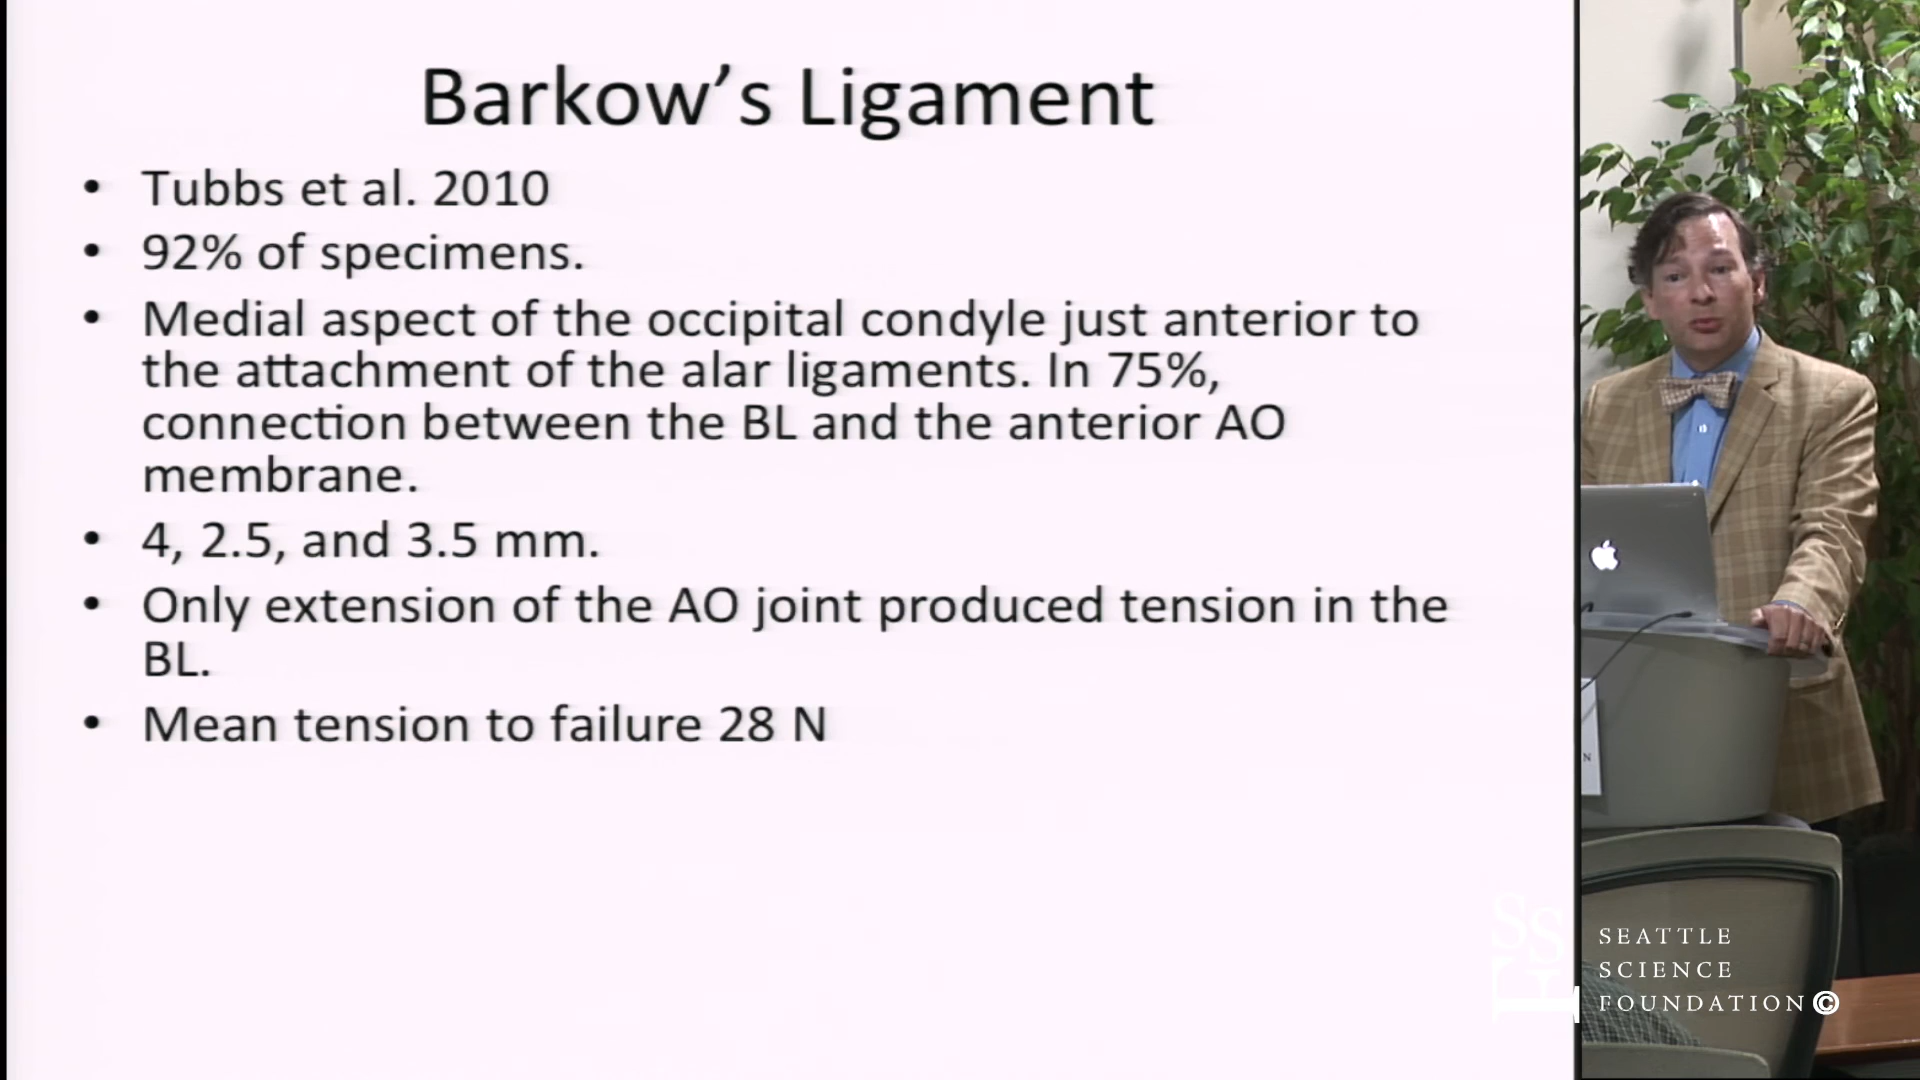 Barkow’s Ligament
• Tubbs et al. 2010
• 92% of specimens.
• Medial aspect of the occipital condyle just anterior to
the attachment of the alar ligaments. In 75%,
connection between the BL and the anterior AO
membrane.
• 4, 2.5, and 3.5 mm.
• Only extension of the AO joint produced tension in the
BL.
• Mean tension to failure 28 N
N
SSF
SEATTLE
SCIENCE
FOUNDATION©